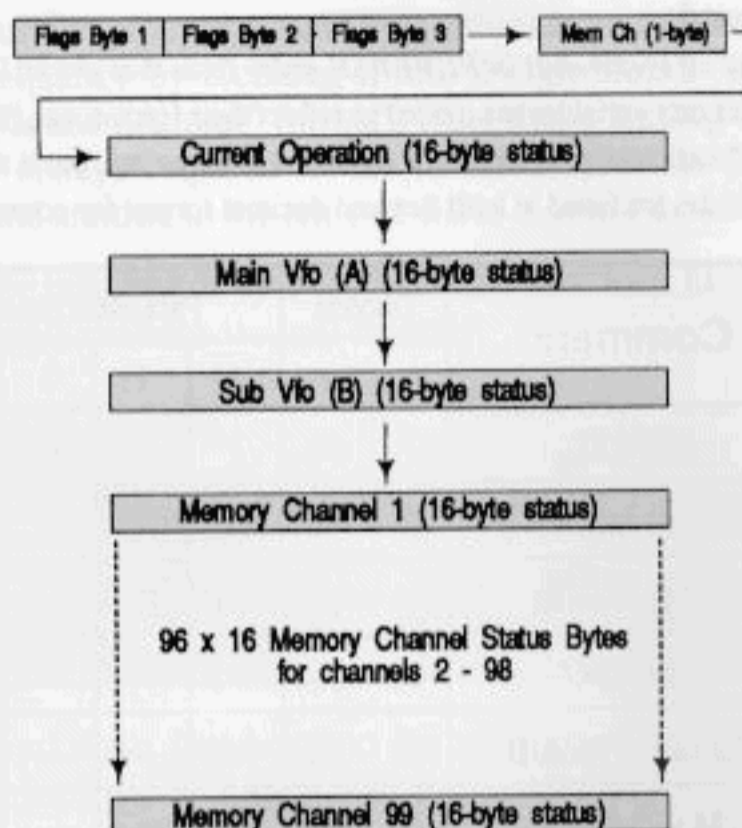 Flags Byte 1 Flags Byte 2 Flags Byte 3 Mem Ch (1-byte)
Current Operation (16-byte status)
Main Vfo (A) (16-byte status)
Sub Vfo (B) (16-byte status)
Memory Channel 1 (16-byte status)
96 x 16 Memory Channel Status Bytes
for channels 2 - 98
Memory Channel 99 (16-byte status)